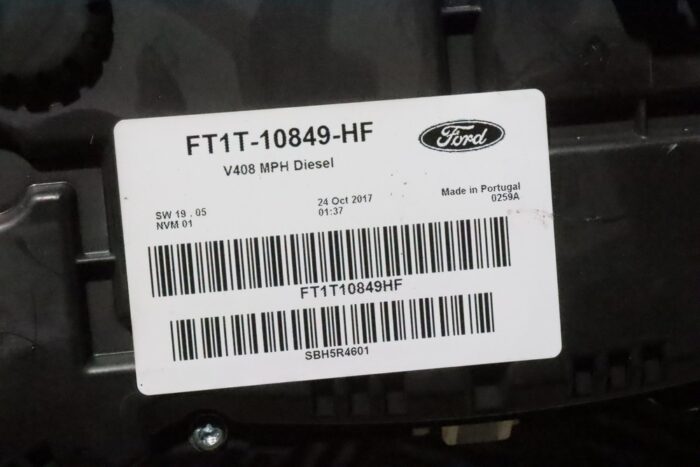 FT1T-10849-HF
Ford
V408 MPH Diesel
SW 19 . 05
NVM 01
24 Oct 2017
01:37
Made in Portugal
0259A
FT1T10849HF
SBH5R4601